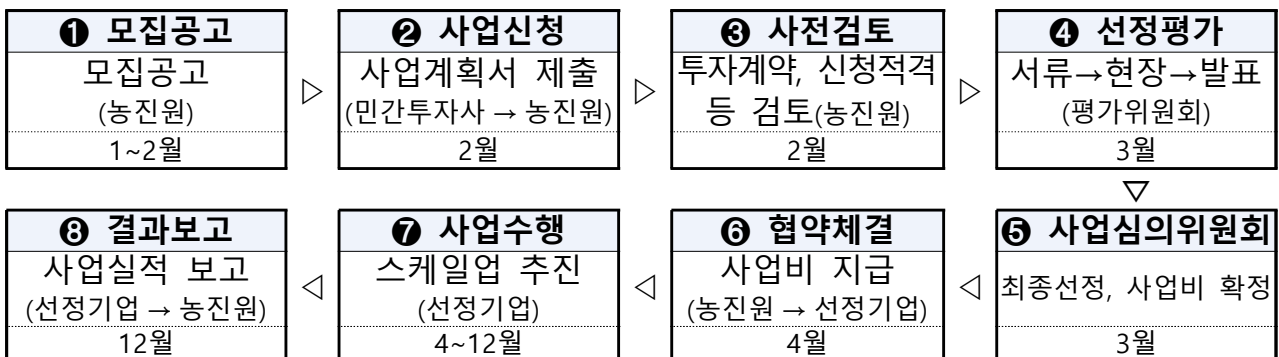 ❶ 모집공고
모집공고
(농진원)
1~2월
▷
❷ 사업신청
사업계획서 제출
(민간투자사 → 농진원)
2월
▷
❸ 사전검토
투자계약, 신청적격
등 검토(농진원)
2월
▷
❹ 선정평가
서류→현장→발표
(평가위원회)
3월
▽
❺ 사업심의위원회
최종선정, 사업비 확정
3월
◁
❻ 협약체결
사업비 지급
(농진원 → 선정기업)
4월
◁
❼ 사업수행
스케일업 추진
(선정기업)
4~12월
◁
❽ 결과보고
사업실적 보고
(선정기업 → 농진원)
12월